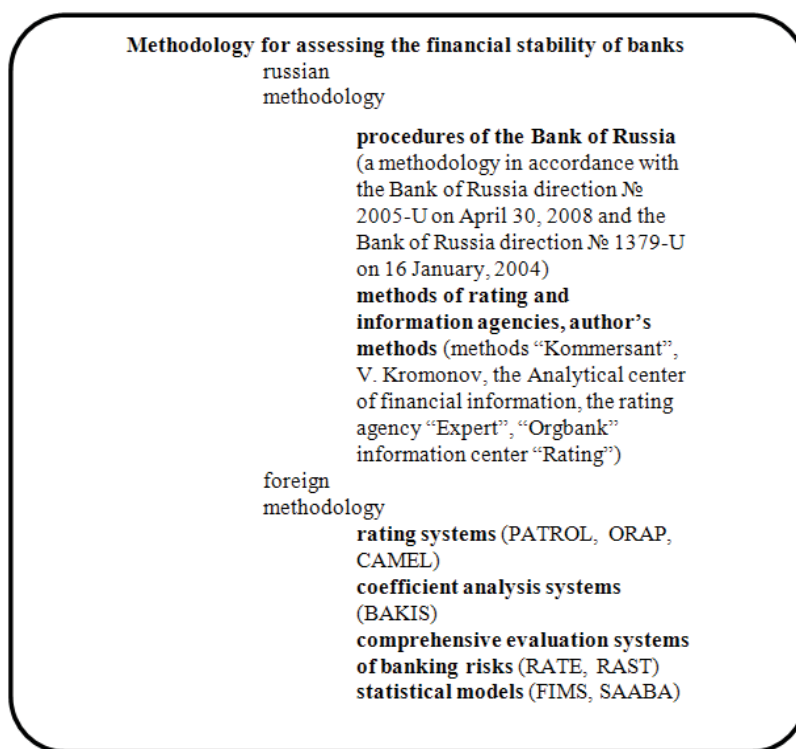 Methodology for assessing the financial stability of banks
russian
methodology
procedures of the Bank of Russia
(a methodology in accordance with
the Bank of Russia direction №
2005-U on April 30, 2008 and the
Bank of Russia direction № 1379-U
on 16 January, 2004)
methods of rating and
information agencies, author’s
methods (methods “Kommersant”,
V. Kromonov, the Analytical center
of financial information, the rating
agency “Expert”, “Orgbank”
information center “Rating”)
foreign
methodology
rating systems (PATROL, ORAP,
CAMEL)
coefficient analysis systems
(BAKIS)
comprehensive evaluation systems
of banking risks (RATE, RAST)
statistical models (FIMS, SAABA)